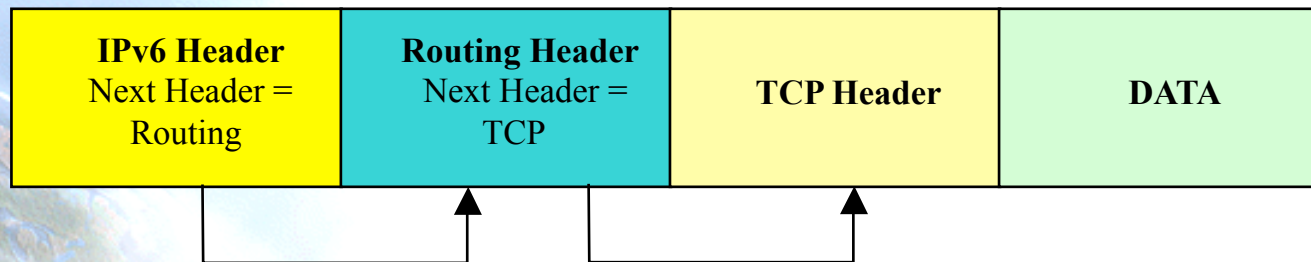 IPv6 Header
Next Header =
Routing
Routing Header
Next Header =
TCP
TCP Header
DATA